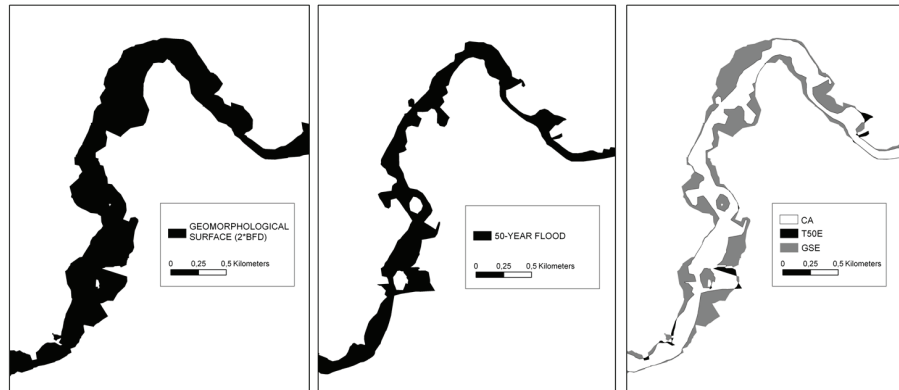 GEOMORPHOLOGICAL
SURFACE (2*BFD)
0 0,25 0,5 Kilometers
50-YEAR FLOOD
0 0,25 0,5 Kilometers
CA
T50E
GSE
0 0,25 0,5 Kilometers